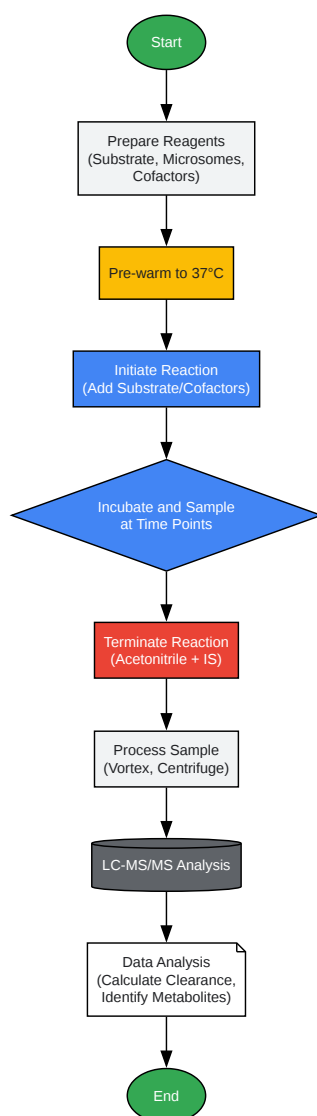 Start
Prepare Reagents
(Substrate, Microsomes,
Cofactors)
Pre-warm to 37°C
Initiate Reaction
(Add Substrate/Cofactors)
Incubate and Sample
at Time Points
Terminate Reaction
(Acetonitrile + IS)
Process Sample
(Vortex, Centrifuge)
LC-MS/MS Analysis
Data Analysis
(Calculate Clearance,
Identify Metabolites)
End